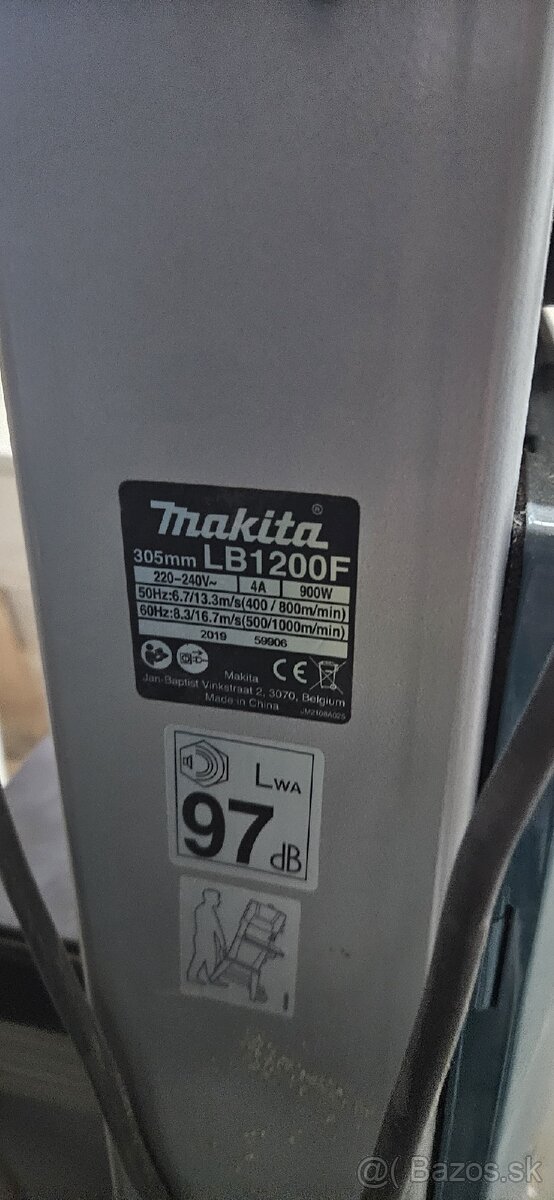 makita®
305mm LB1200F
220-240V~ 4A 900W
50Hz:6.7/13.3m/s(400 / 800m/min)
60Hz:8.3/16.7m/s(500/1000m/min)
2019 59906
CE
Makita
Jan-Baptist Vinkstraat 2, 3070, Belgium
Made in China
JM2108A025
LWA
97 dB
@( Bazos.sk